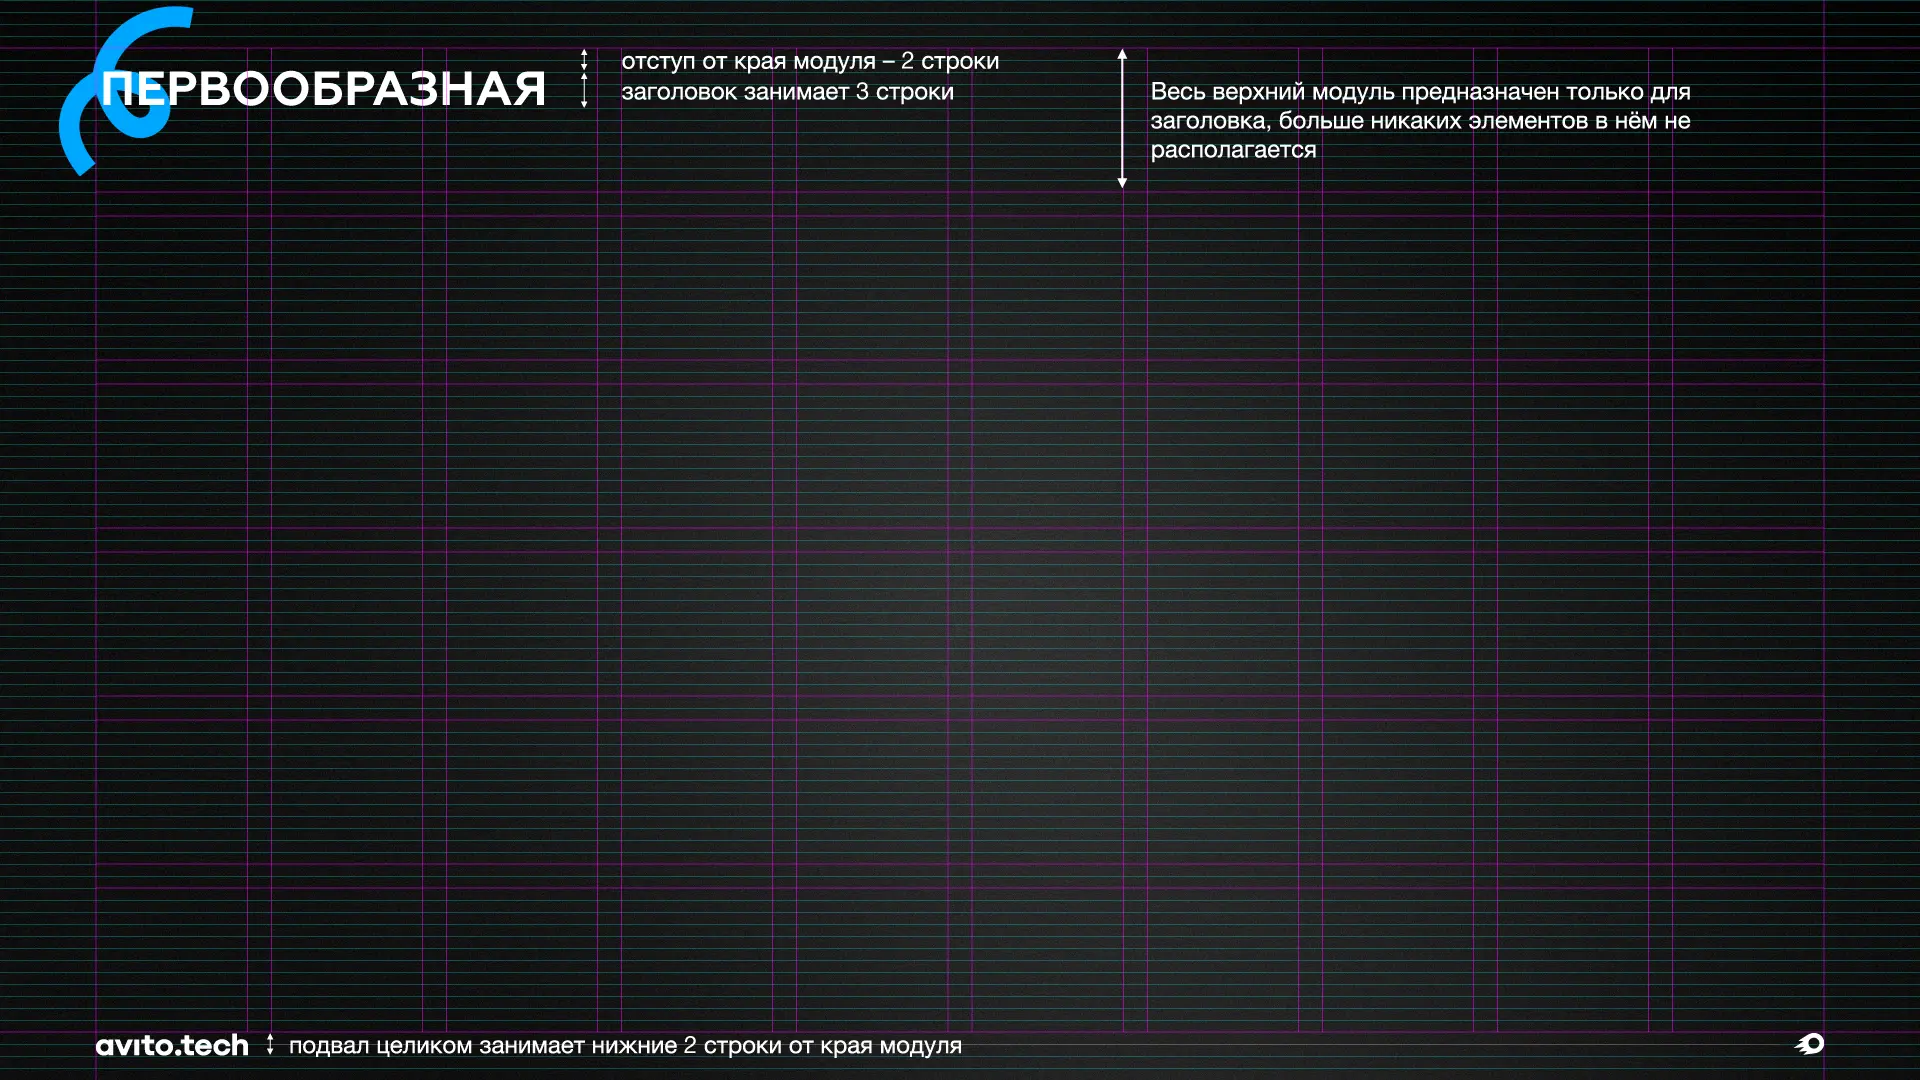 ПЕРВООБРАЗНАЯ
отступ от края модуля – 2 строки
заголовок занимает 3 строки
Весь верхний модуль предназначен только для
заголовка, больше никаких элементов в нём не
располагается
avito.tech
подвал целиком занимает нижние 2 строки от края модуля